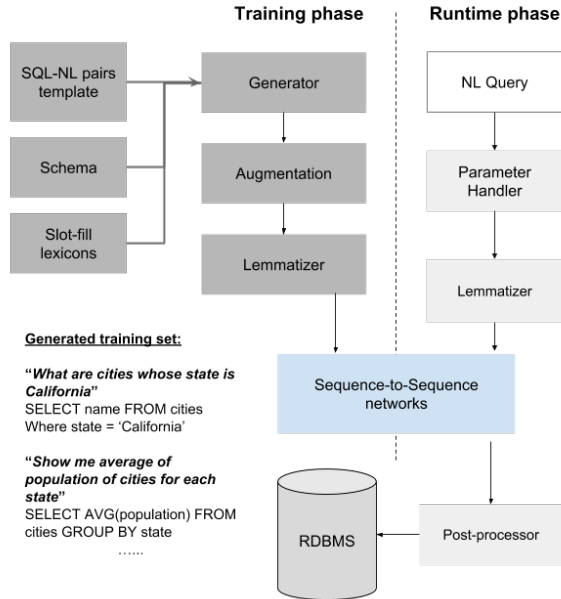 Training phase
Runtime phase
SQL-NL pairs
template
Generator
NL Query
Schema
Augmentation
Parameter
Handler
Slot-fill
lexicons
Lemmatizer
Lemmatizer
Generated training set:
“What are cities whose state is
California”
SELECT name FROM cities
Where state = ‘California’
“Show me average of
population of cities for each
state”
SELECT AVG(population) FROM
cities GROUP BY state
…...
Sequence-to-Sequence
networks
RDBMS
Post-processor